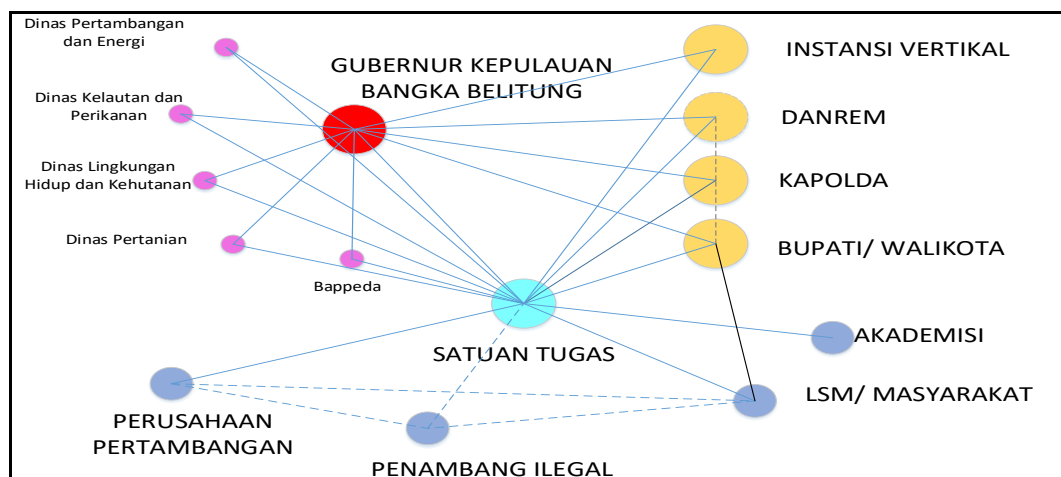 Dinas Pertambangan
dan Energi
GUBERNUR KEPULAUAN
BANGKA BELITUNG
INSTANSI VERTIKAL
Dinas Kelautan dan
Perikanan
DANREM
Dinas Lingkungan
Hidup dan Kehutanan
KAPOLDA
Dinas Pertanian
BUPATI/ WALIKOTA
Bappeda
SATUAN TUGAS
AKADEMISI
LSM/ MASYARAKAT
PERUSAHAAN
PERTAMBANGAN
PENAMBANG ILEGAL